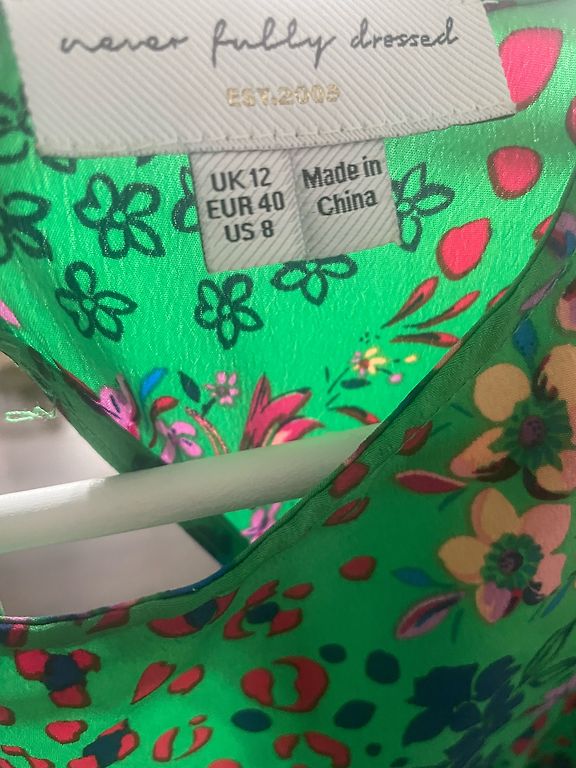 never fully dressed
EST.2009
UK 12
EUR 40
US 8
Made in
China